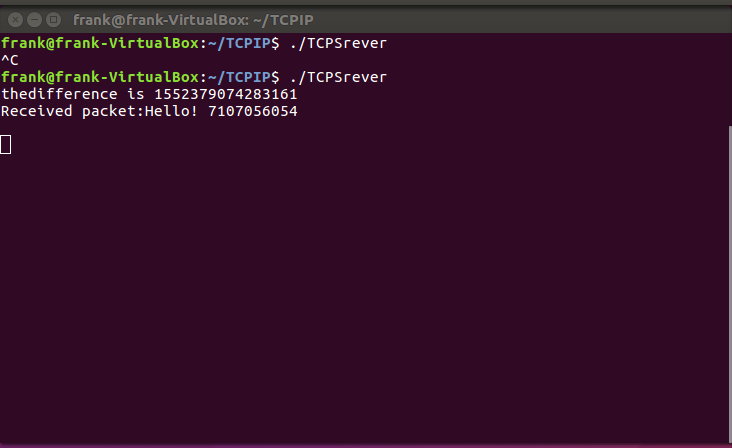 frank@frank-VirtualBox: ~/TCPIP
frank@frank-VirtualBox:~/TCPIP$ ./TCPSrever
^C
frank@frank-VirtualBox:~/TCPIP$ ./TCPSrever
thedifference is 1552379074283161
Received packet:Hello! 7107056054